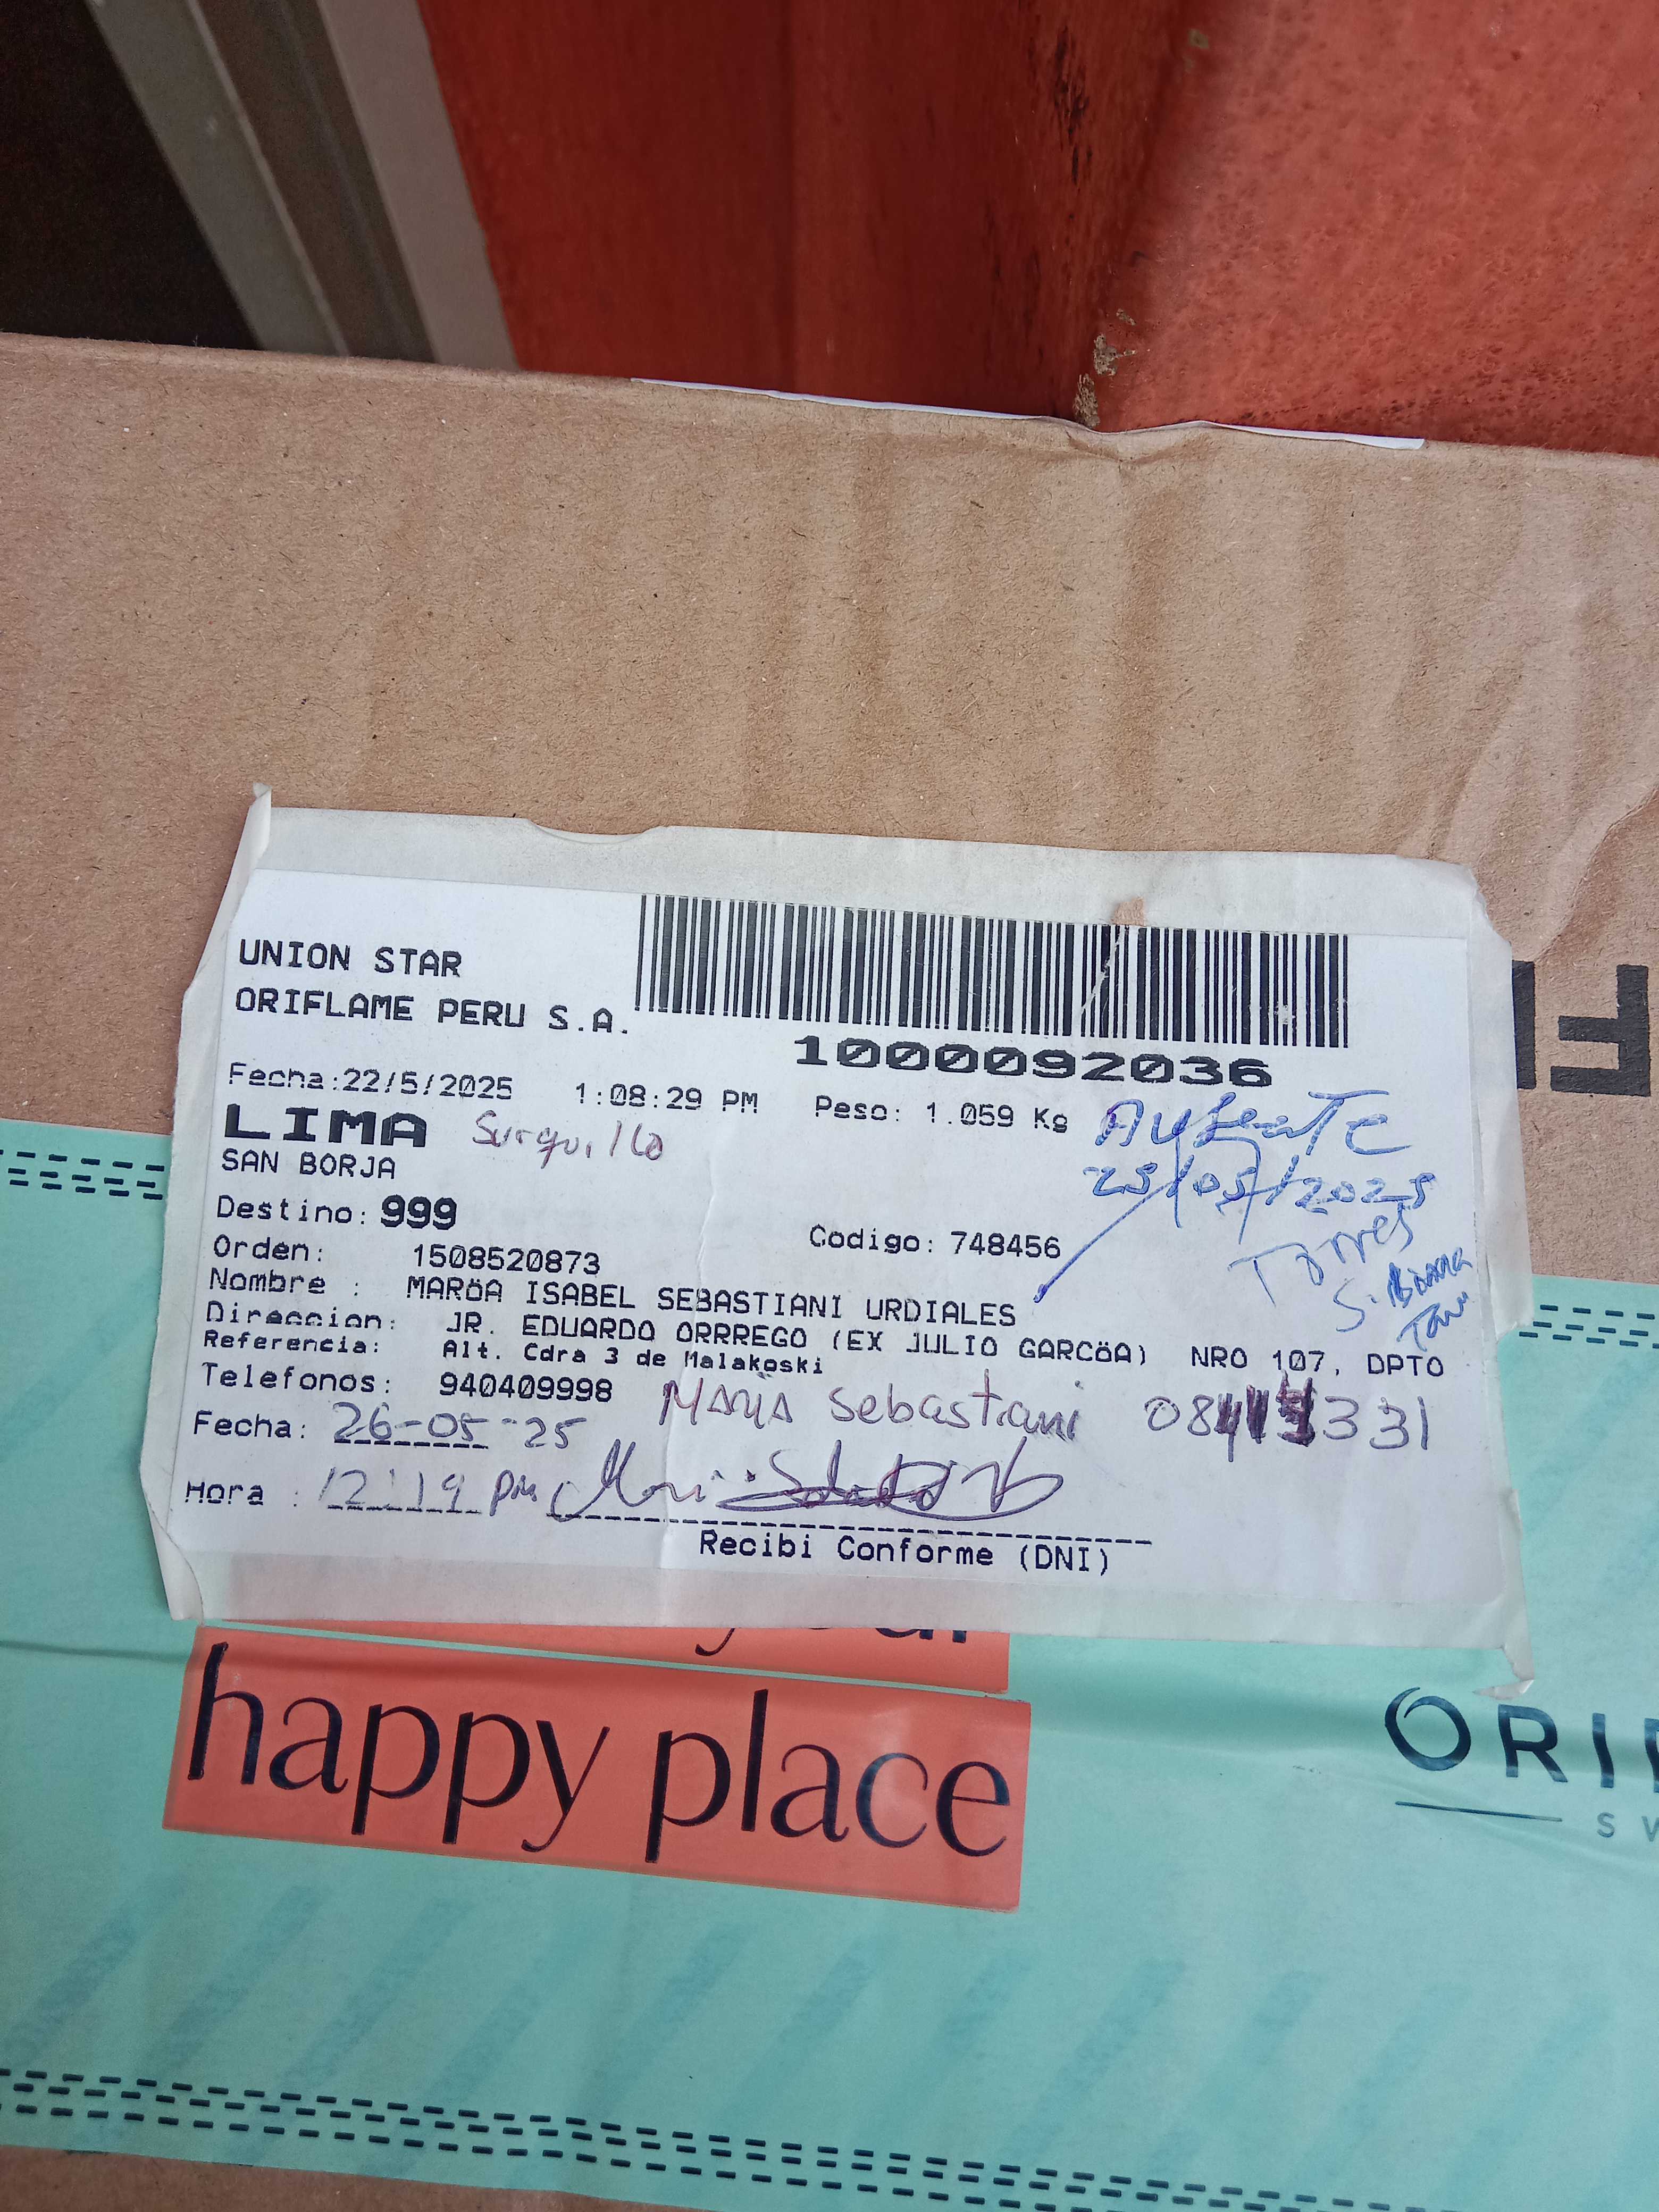 UNION STAR
ORIFLAME PERU S.A.
1000092036
Fecha:22/5/2025 1:08:29 PM Peso: 1.059 Kg
AUSenTe
LIMA Surquillo
SAN BORJA
25/05/2025
Destino: 999
Codigo: 748456
Torres
Orden: 1508520873
Nombre : MARöA ISABEL SEBASTIANI URDIALES
Direccion: JR. EDUARDO ORRREGO (EX JULIO GARCöA) NRO 107, DPTO
Referencia: Alt. Cdra 3 de Malakoski
Telefonos: 940409998 MARIA Sebastiani
Fecha: 26-05-25
Hora : 12:19 PM
Recibi Conforme (DNI)
happy place
ORI